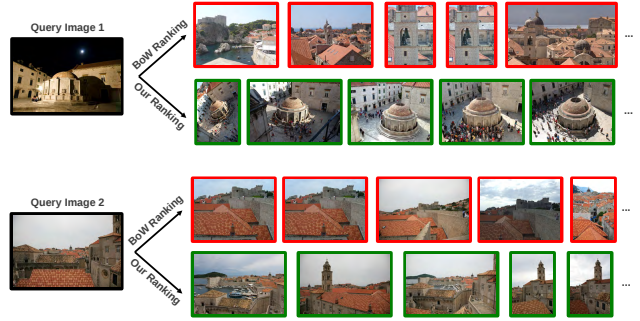 Query Image 1
BoW Ranking
...
Our Ranking
...
Query Image 2
BoW Ranking
...
Our Ranking
...